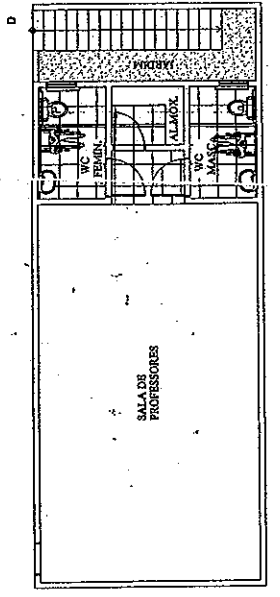 D
JARDIM
WC
FEMIN.
ALMOX.
WC
MASC.
SALA DE
PROFESSORES